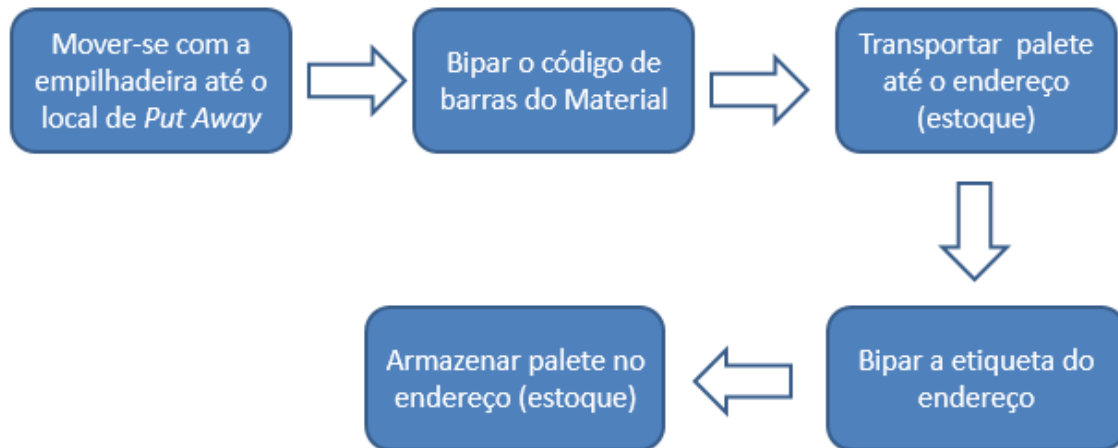 Mover-se com a
empilhadeira até o
local de Put Away
Bipar o código de
barras do Material
Transportar palete
até o endereço
(estoque)
Bipar a etiqueta do
endereço
Armazenar palete no
endereço (estoque)